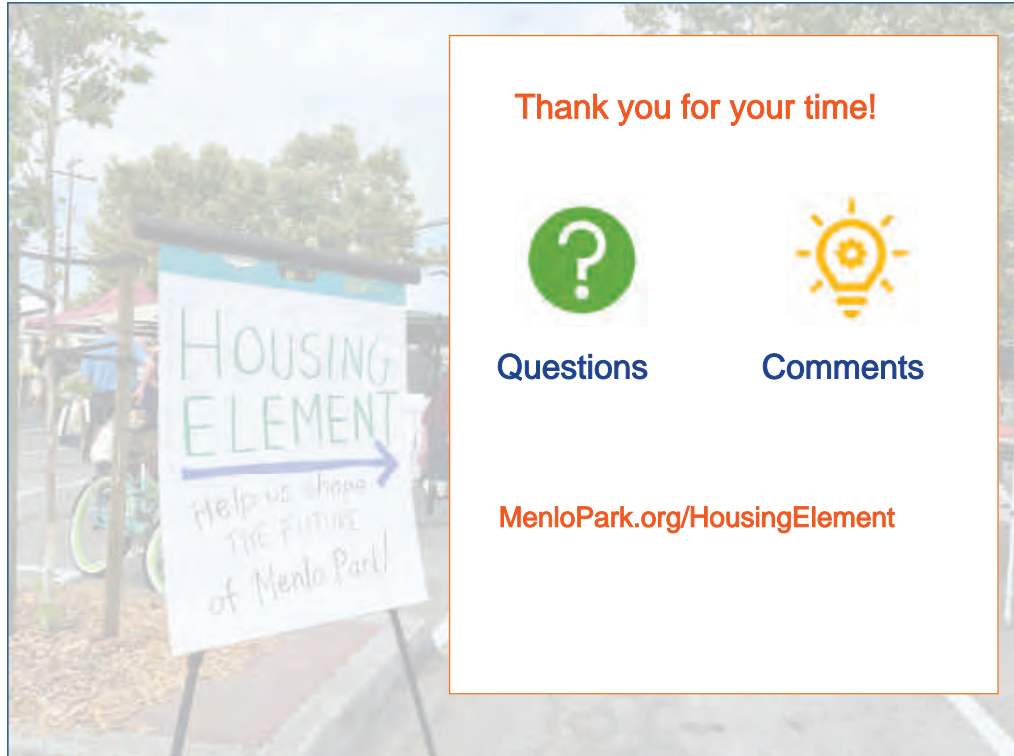 Thank you for your time!
?
Questions
Comments
MenloPark.org/HousingElement
HOUSING
ELEMENT
Help us shape
THE FUTURE
of Menlo Park!